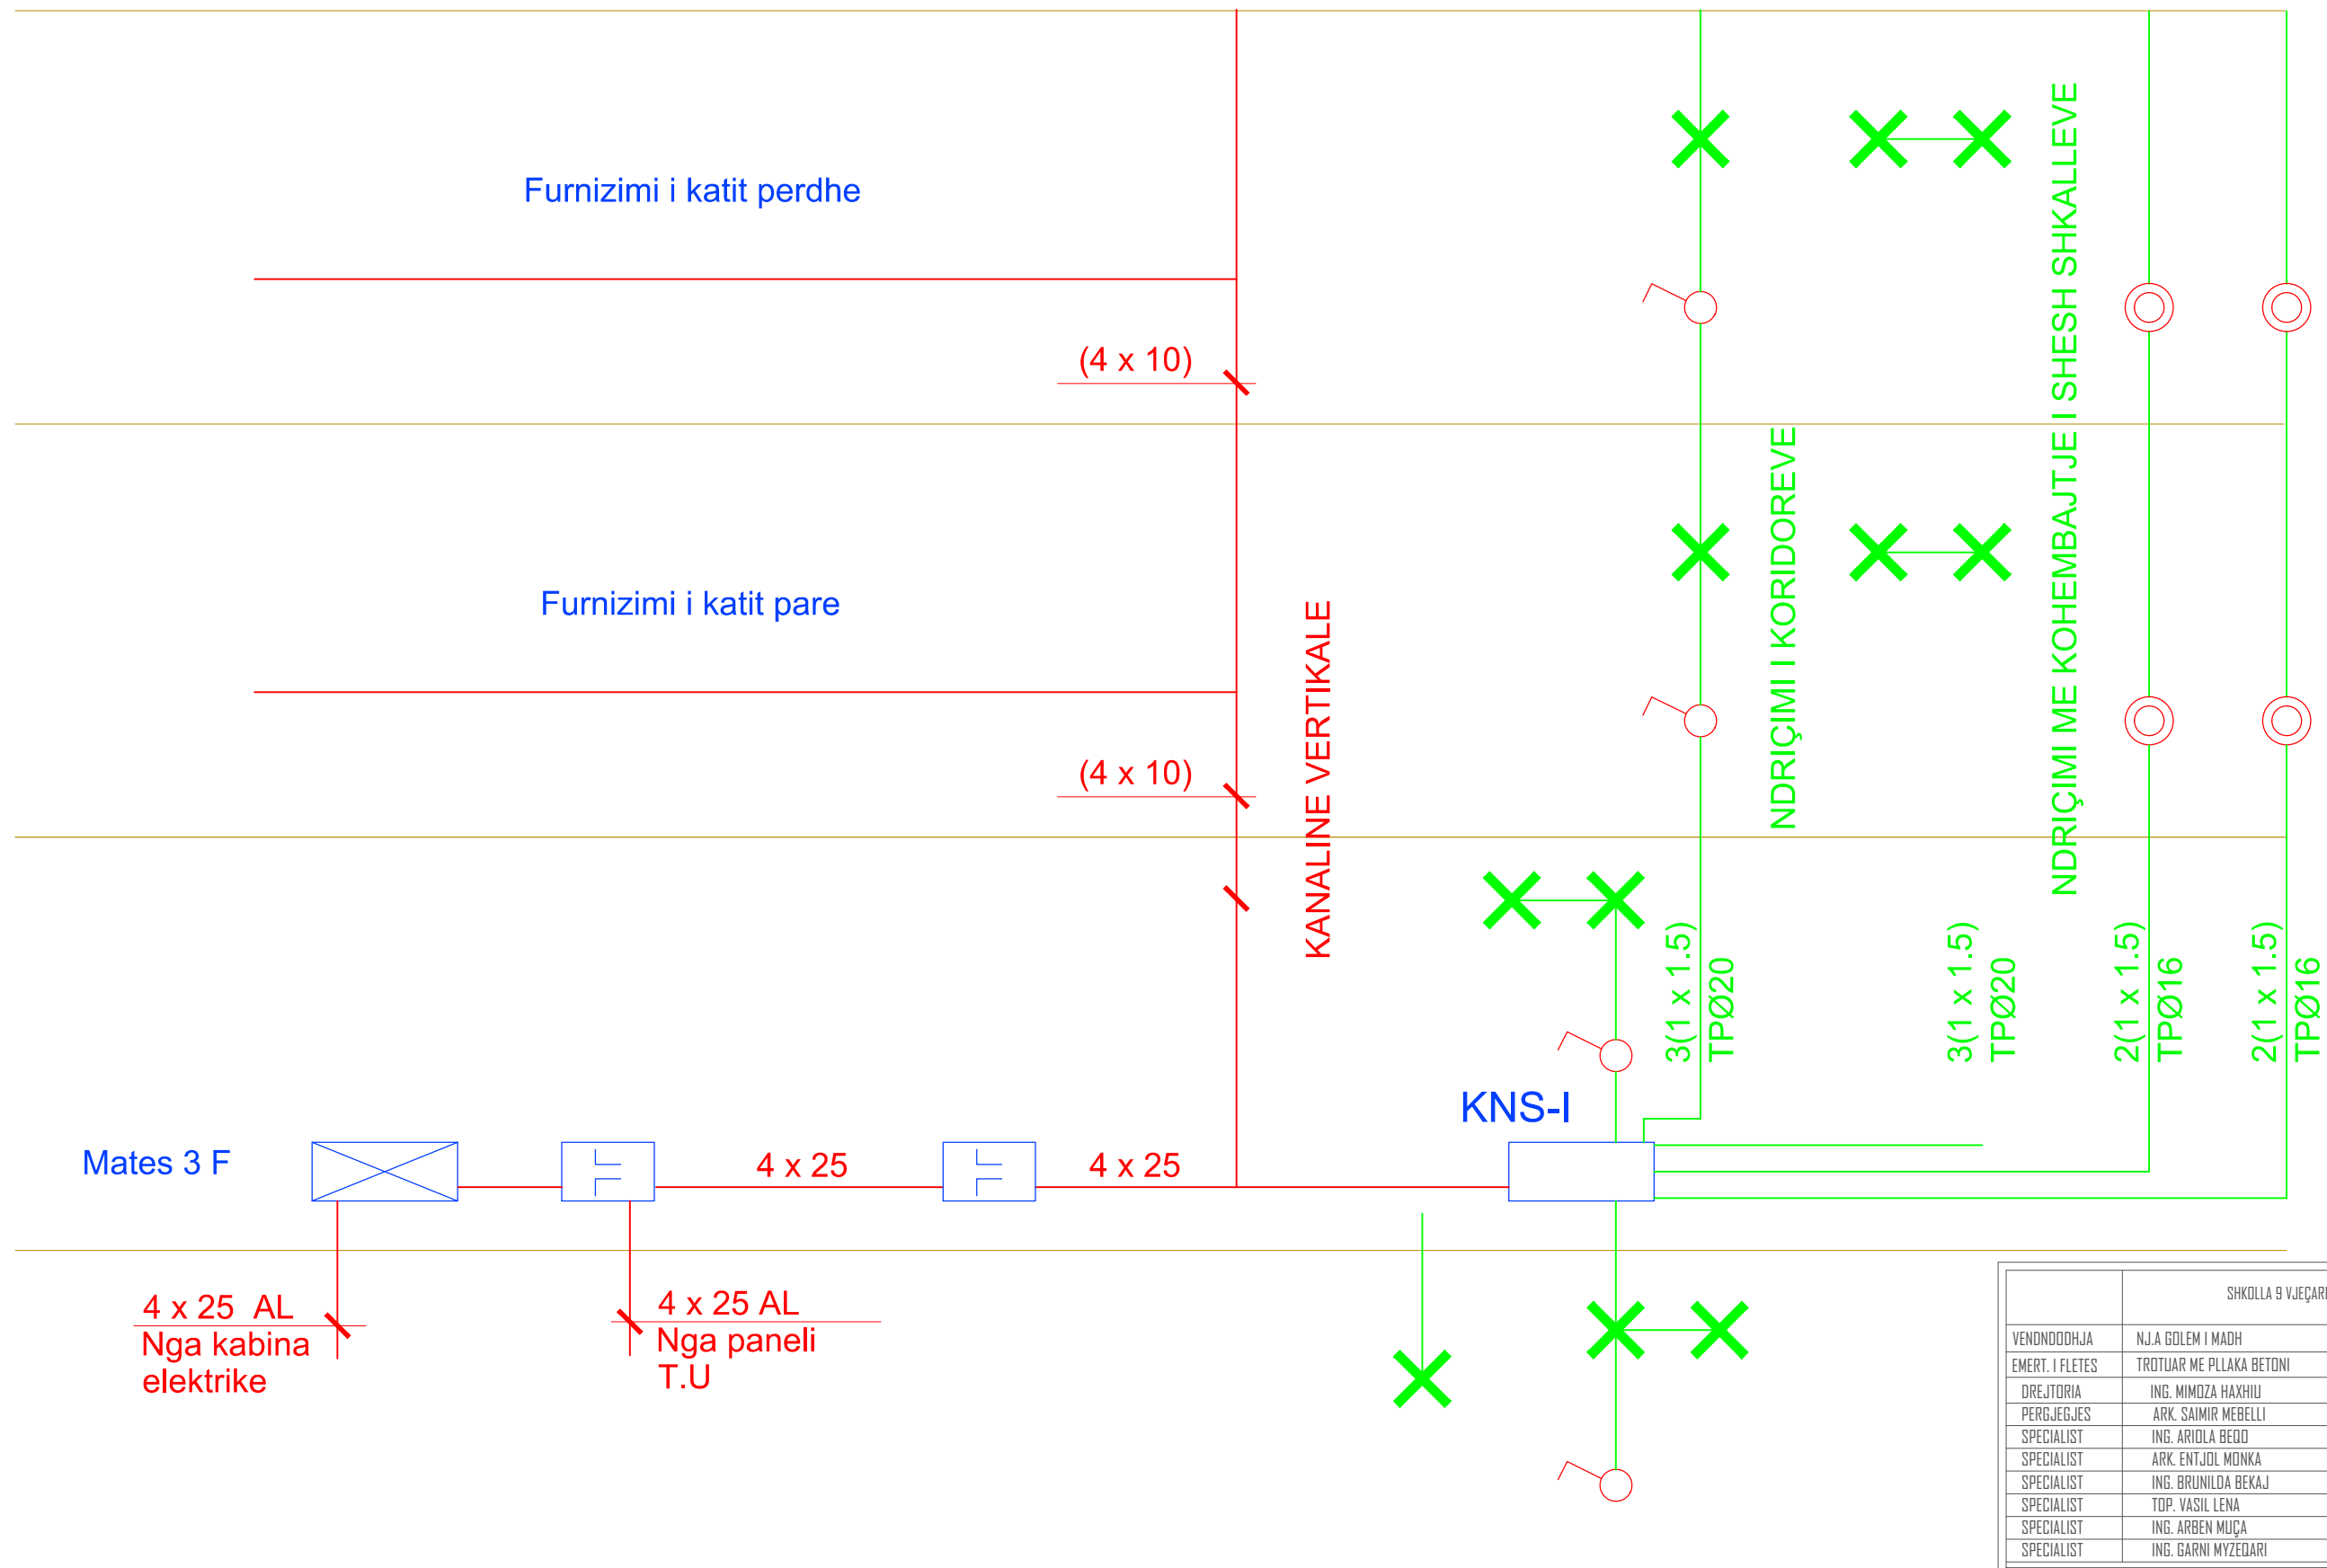 Furnizimi i katit perdhe
(4 x 10)
Furnizimi i katit pare
(4 x 10)
KANALINE VERTIKALE
NDRIÇIMI I KORIDOREVE
NDRIÇIMI ME KOHEMBAJTJE I SHESH SHKALLEVE
3(1 x 1.5)
TPØ20
3(1 x 1.5)
TPØ20
2(1 x 1.5)
TPØ16
2(1 x 1.5)
TPØ16
KNS-I
Mates 3 F
4 x 25
4 x 25
4 x 25 AL
Nga kabina
elektrike
4 x 25 AL
Nga paneli
T.U
SHKOLLA 9 VJEÇARE
VENDNDODHJA N.J.A GOLEM I MADH
EMERT. I FLETES TROTUAR ME PLLAKA BETONI
DREJTORIA ING. MIMOZA HAXHIU
PERGJEGJES ARK. SAIMIR MEBELLI
SPECIALIST ING. ARIOLA BEQO
SPECIALIST ARK. ENTJOL MONKA
SPECIALIST ING. BRUNILDA BEKAJ
SPECIALIST TOP. VASIL LENA
SPECIALIST ING. ARBEN MUÇA
SPECIALIST ING. GARNI MYZEQARI